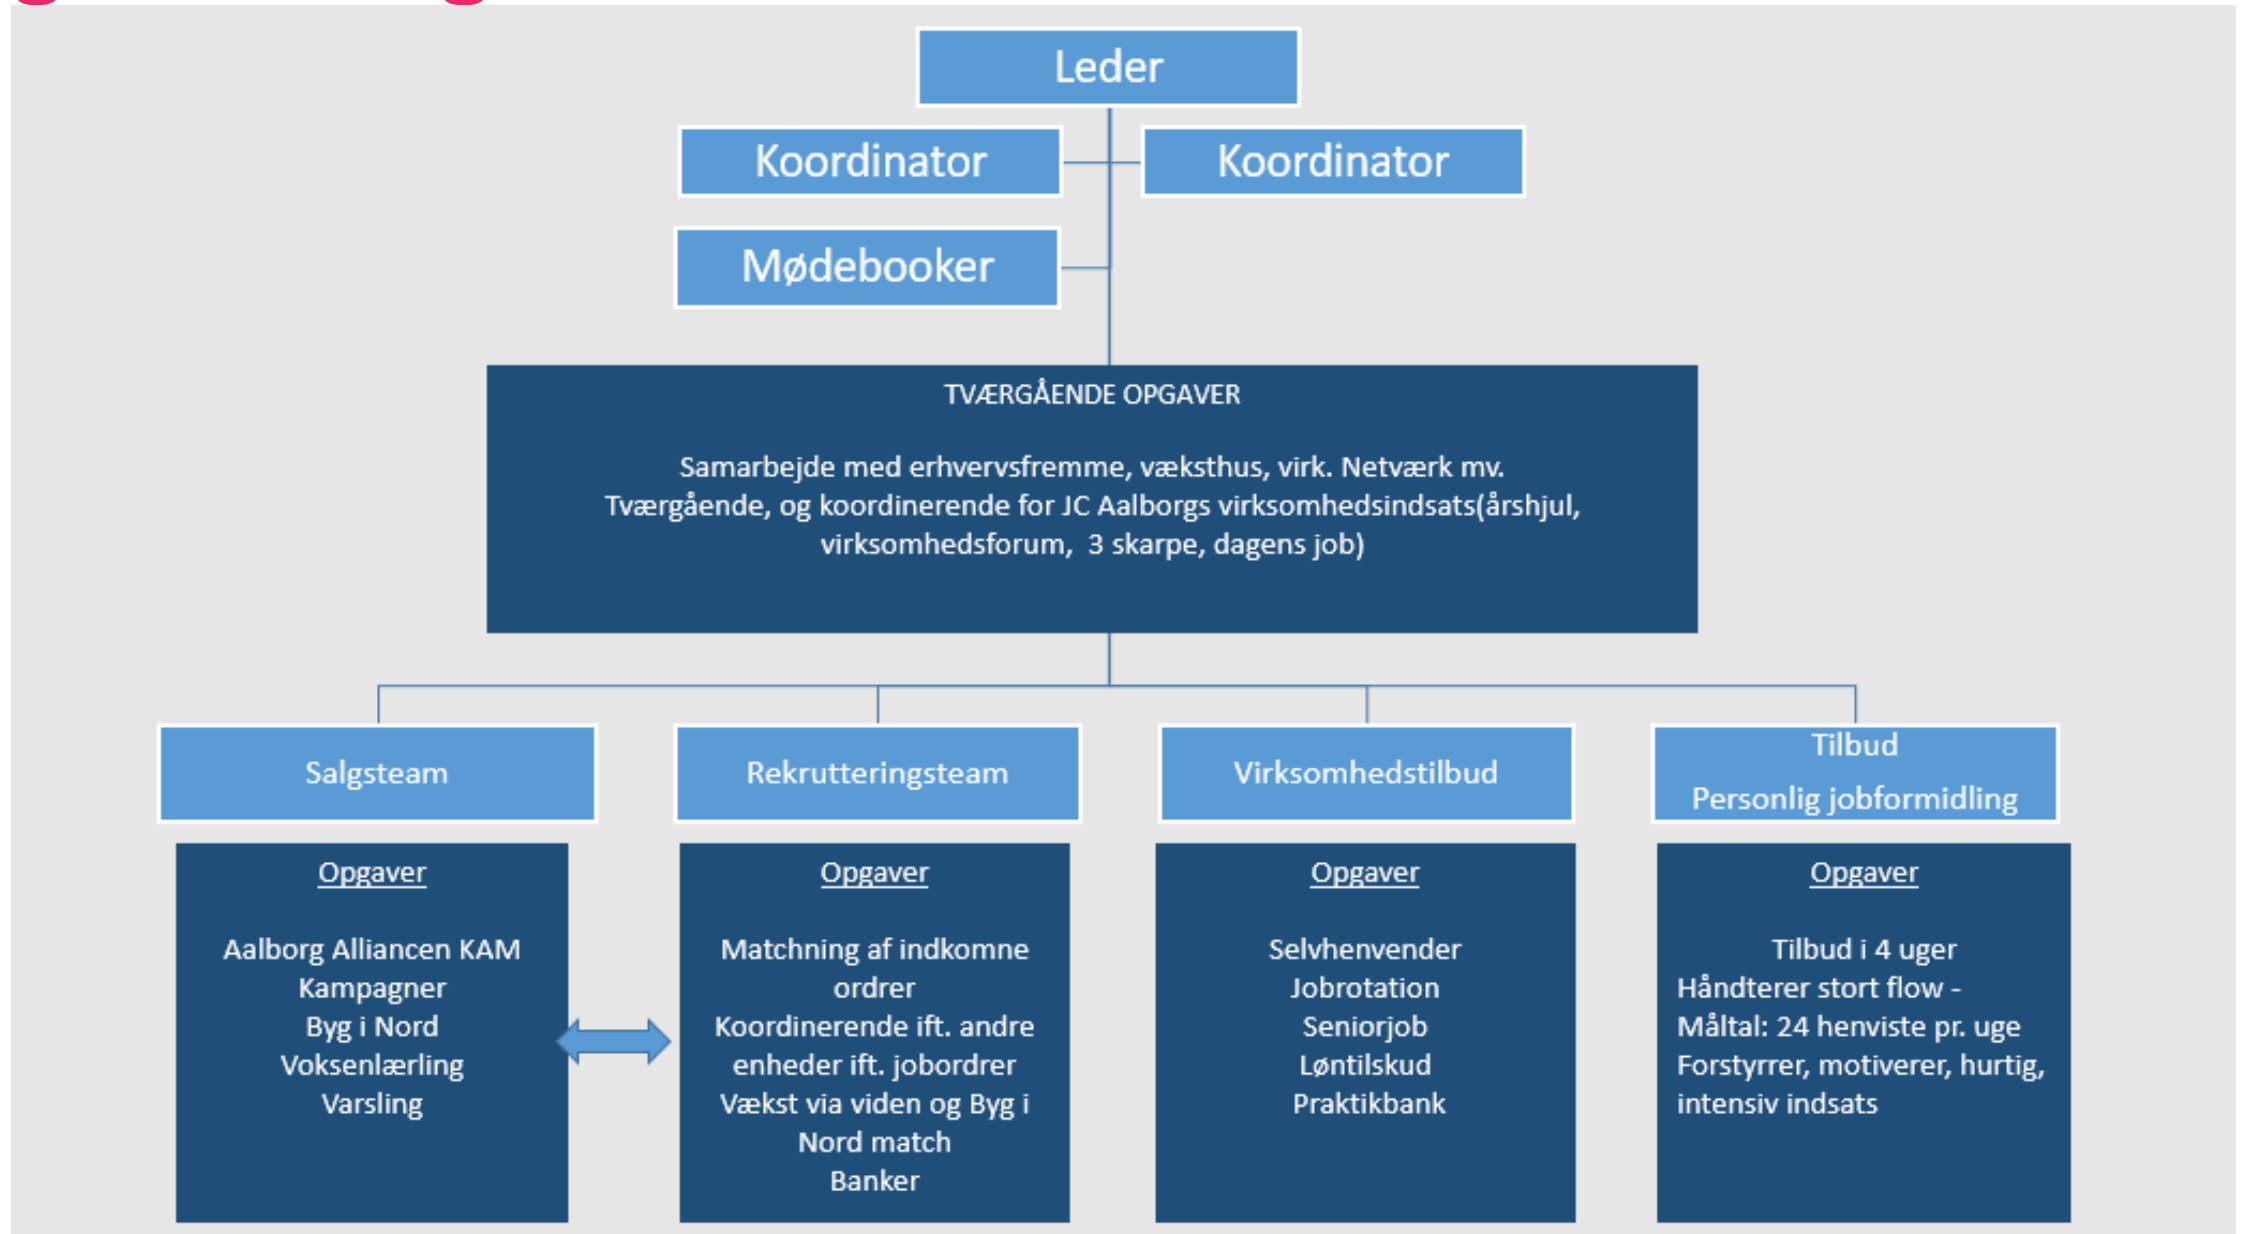 Leder
Koordinator
Koordinator
Mødebooker
TVÆRGÅENDE OPGAVER
Samarbejde med erhvervsfremme, væksthus, virk. Netværk mv.
Tværgående, og koordinerende for JC Aalborgs virksomhedsindsats(årshjul,
virksomhedsforum,  3 skarpe, dagens job)
Salgsteam
Opgaver
Aalborg Alliancen KAM
Kampagner
Byg i Nord
Voksenlærling
Varsling
Rekrutteringsteam
Opgaver
Matchning af indkomne
ordrer
Koordinerende ift. andre
enheder ift. jobordrer
Vækst via viden og Byg i
Nord match
Banker
Virksomhedstilbud
Opgaver
Selvhenvender
Jobrotation
Seniorjob
Løntilskud
Praktikbank
Tilbud
Personlig jobformidling
Opgaver
Tilbud i 4 uger
Håndterer stort flow -
Måltal: 24 henviste pr. uge
Forstyrrer, motiverer, hurtig,
intensiv indsats